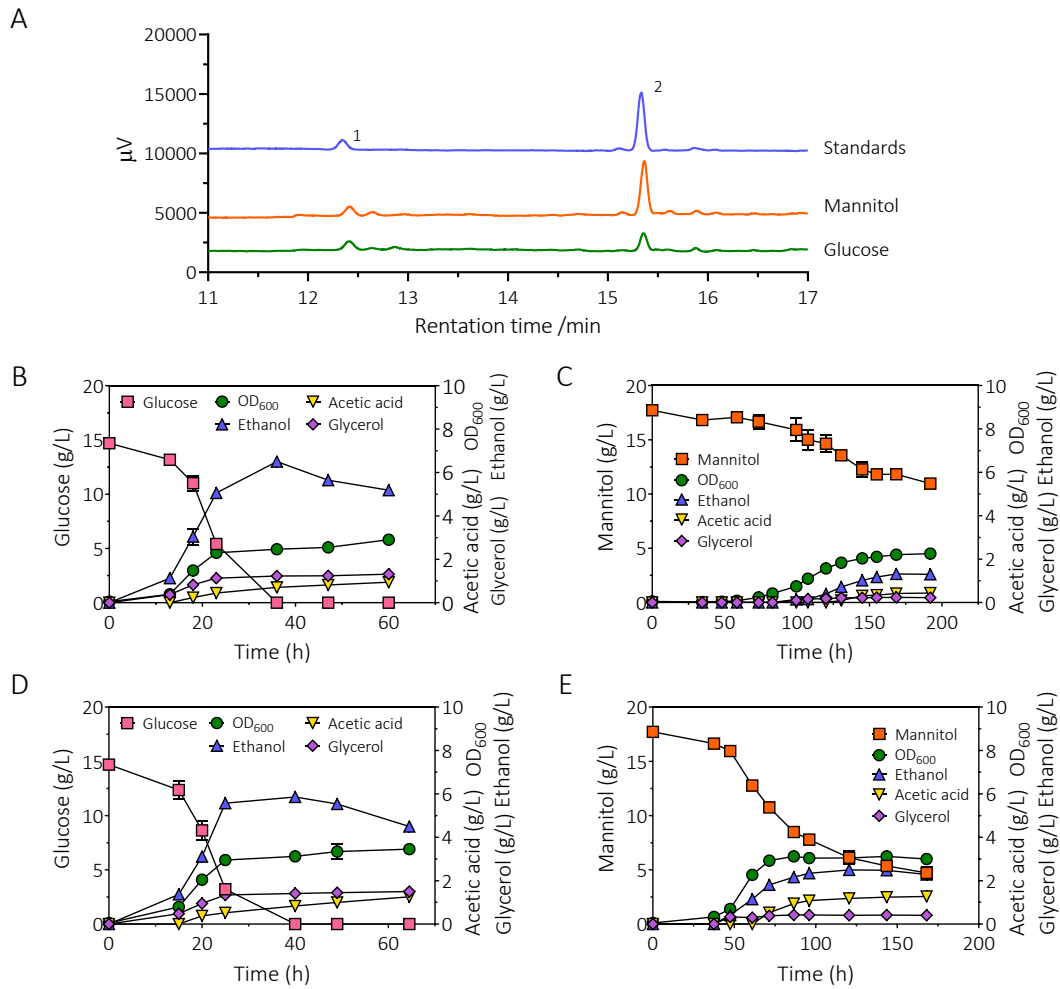 A
20000
15000
10000
5000
0
μV
1
2
Standards
Mannitol
Glucose
11 12 13 14 15 16 17
Rentation time /min
B
20
15
10
5
0
Glucose (g/L)
Glucose
OD600
Acetic acid
Ethanol
Glycerol
10
8
6
4
2
0
Acetic acid (g/L) OD600
Glycerol (g/L) Ethanol (g/L)
0 20 40 60
Time (h)
C
20
15
10
5
0
Mannitol (g/L)
Mannitol
OD600
Ethanol
Acetic acid
Glycerol
10
8
6
4
2
0
Acetic acid (g/L) OD600
Glycerol (g/L) Ethanol (g/L)
0 50 100 150 200
Time (h)
D
20
15
10
5
0
Glucose (g/L)
Glucose
OD600
Acetic acid
Ethanol
Glycerol
10
8
6
4
2
0
Acetic acid (g/L) OD600
Glycerol (g/L) Ethanol (g/L)
0 20 40 60
Time (h)
E
20
15
10
5
0
Mannitol (g/L)
Mannitol
OD600
Ethanol
Acetic acid
Glycerol
10
8
6
4
2
0
Acetic acid (g/L) OD600
Glycerol (g/L) Ethanol (g/L)
0 50 100 150 200
Time (h)